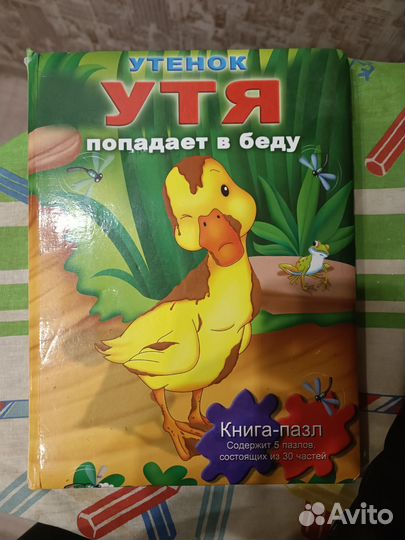 УТЕНОК
УТЯ
попадает в беду
Книга-пазл
Содержит 5 пазлов,
состоящих из 30 частей
Avito